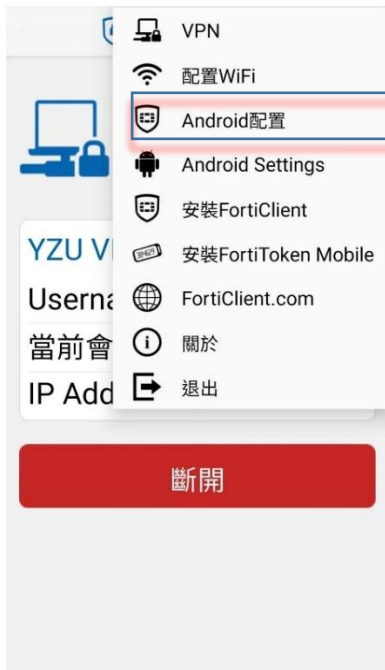 VPN
配置WiFi
Android配置
Android Settings
安裝FortiClient
安裝FortiToken Mobile
FortiClient.com
關於
退出
YZU
當前會
IP
斷開